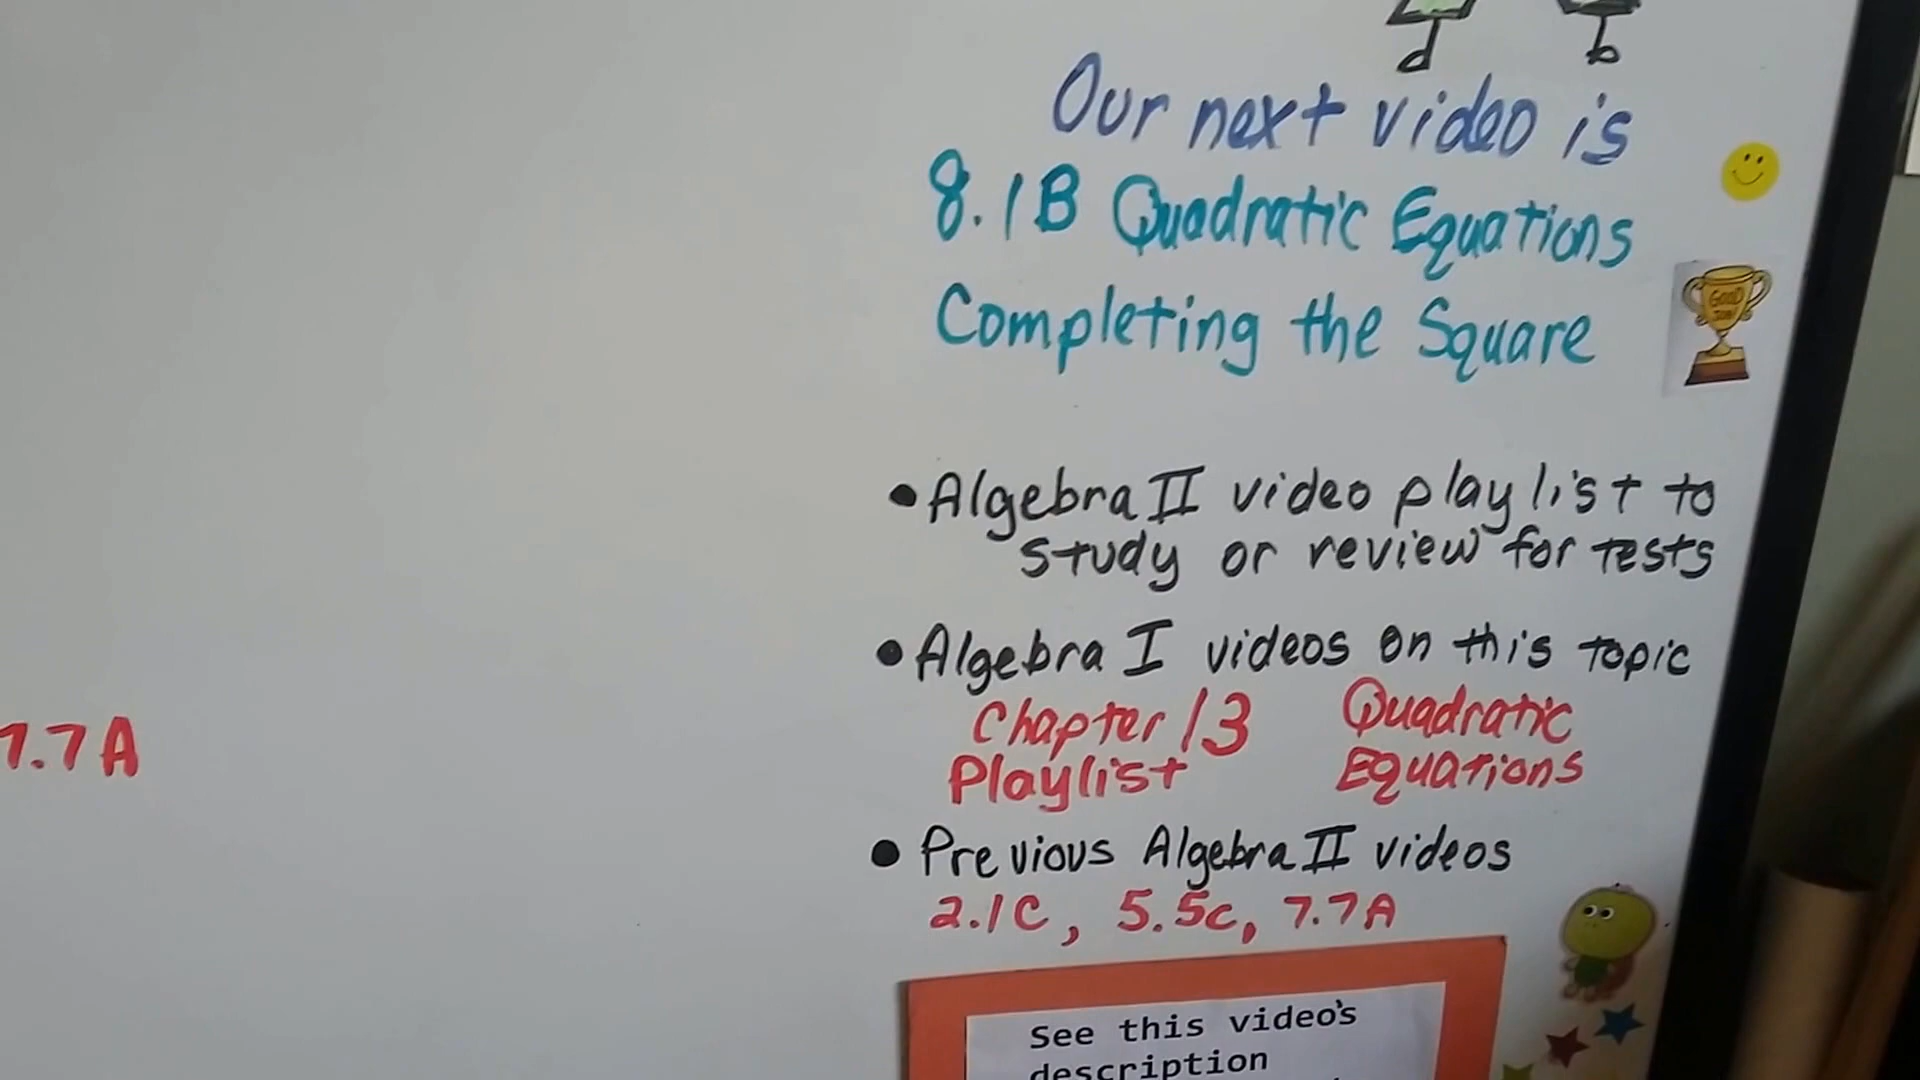 d b
Our next video is
8.1B Quadratic Equations
Completing the Square
GOOD JOB!
• Algebra II video playlist to
study or review for tests
• Algebra I videos on this topic
Chapter 13 Quadratic
Playlist Equations
7.7A
• Previous Algebra II videos
2.1C, 5.5c, 7.7A
See this video's
description